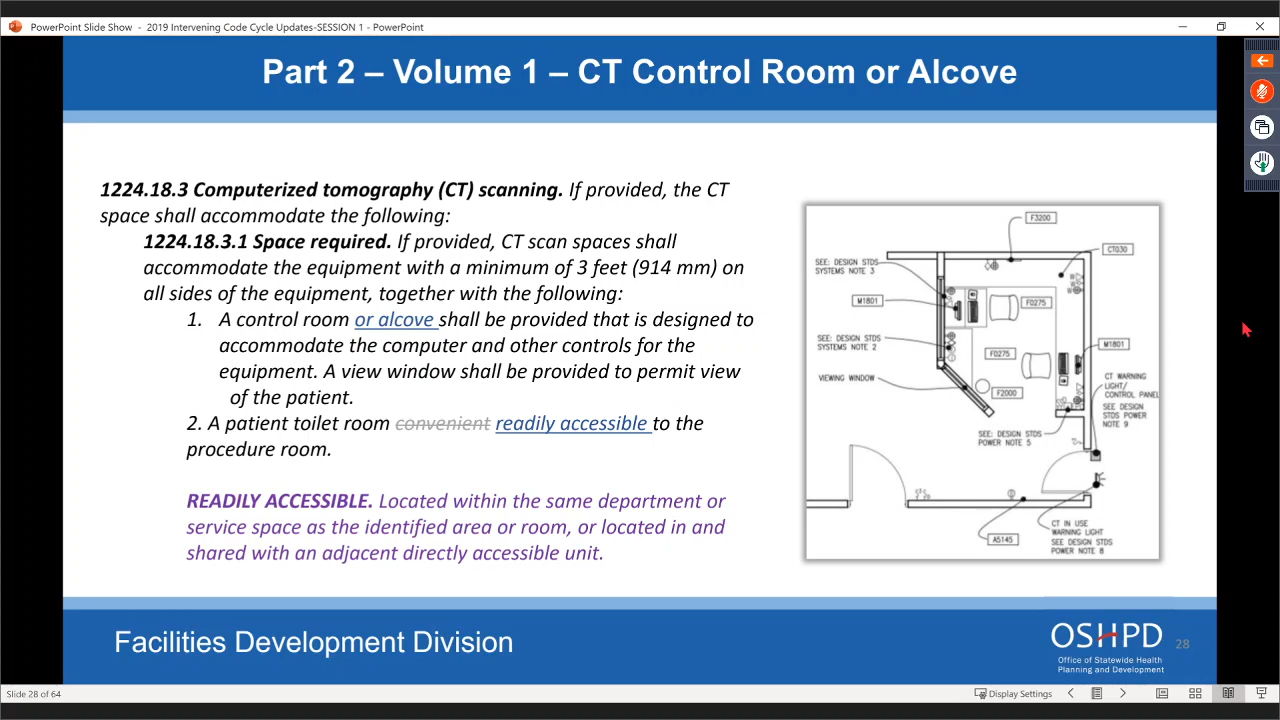 PowerPoint Slide Show - 2019 Intervening Code Cycle Updates-SESSION 1 - PowerPoint
Part 2 – Volume 1 – CT Control Room or Alcove
1224.18.3 Computerized tomography (CT) scanning. If provided, the CT
space shall accommodate the following:
1224.18.3.1 Space required. If provided, CT scan spaces shall
accommodate the equipment with a minimum of 3 feet (914 mm) on
all sides of the equipment, together with the following:
1. A control room or alcove shall be provided that is designed to
accommodate the computer and other controls for the
equipment. A view window shall be provided to permit view
of the patient.
2. A patient toilet room convenient readily accessible to the
procedure room.
READILY ACCESSIBLE. Located within the same department or
service space as the identified area or room, or located in and
shared with an adjacent directly accessible unit.
F3200
CT030
SEE: DESIGN STDS
SYSTEMS NOTE 3
M1801
F0275
SEE: DESIGN STDS
SYSTEMS NOTE 2
F0275
M1801
VIEWING WINDOW
F2000
CT WARNING
LIGHT/
CONTROL PANEL
SEE DESIGN
STDS POWER
NOTE 9
SEE: DESIGN STDS
POWER NOTE 5
A5145
CT IN USE
WARNING LIGHT
SEE DESIGN STDS
POWER NOTE 8
Facilities Development Division
OSHPD
Office of Statewide Health
Planning and Development
28
Slide 28 of 64
Display Settings